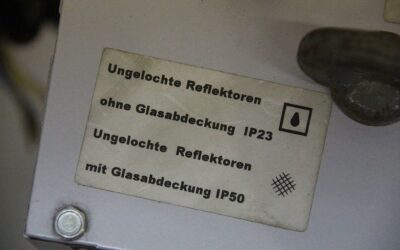 Ungelochte Reflektoren
ohne Glasabdeckung IP23
Ungelochte Reflektoren
mit Glasabdeckung IP50